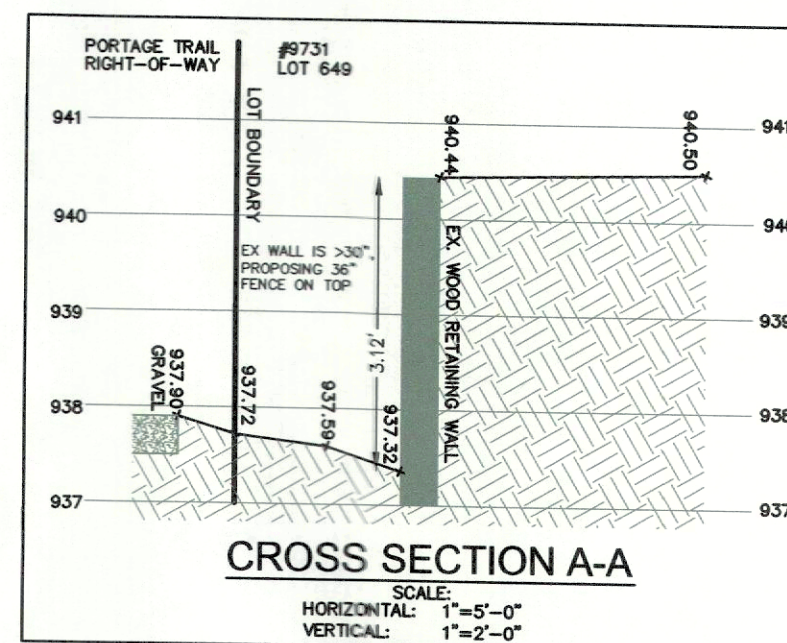 PORTAGE TRAIL
RIGHT-OF-WAY
#9731
LOT 649
LOT BOUNDARY
941
940
939
938
937
941
940
939
938
937
940.44
940.50
EX WALL IS >30",
PROPOSING 36"
FENCE ON TOP
3.12'
EX. WOOD RETAINING WALL
GRAVEL
937.90
937.72
937.59
937.32
CROSS SECTION A-A
SCALE:
HORIZONTAL: 1"=5'-0"
VERTICAL: 1"=2'-0"